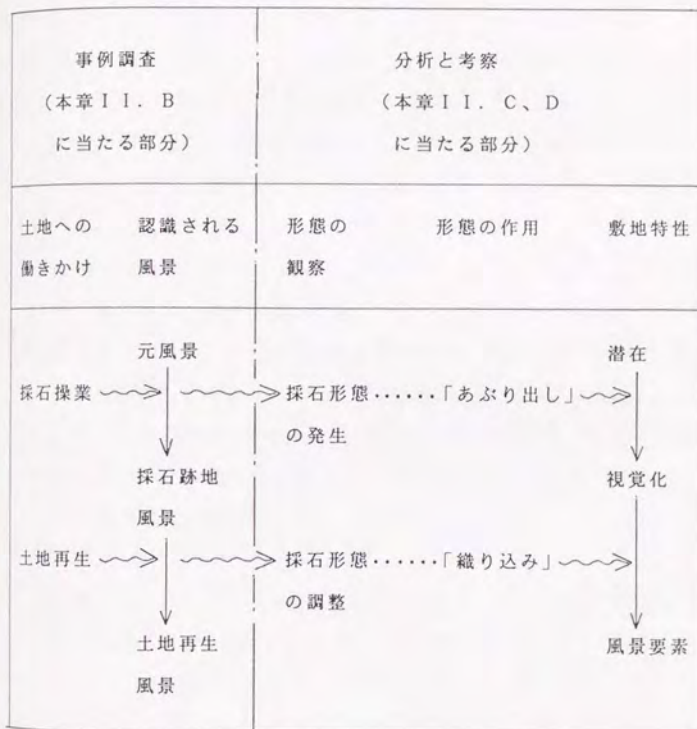 事例調査
(本章II．B
に当たる部分)
分析と考察
(本章II．C、D
に当たる部分)
土地への
働きかけ
認識される
風景
形態の
観察
形態の作用
敷地特性
元風景
潜在
採石操業
採石形態‥‥‥「あぶり出し」
の発生
採石跡地
風景
視覚化
土地再生
採石形態‥‥‥「織り込み」
の調整
土地再生
風景
風景要素